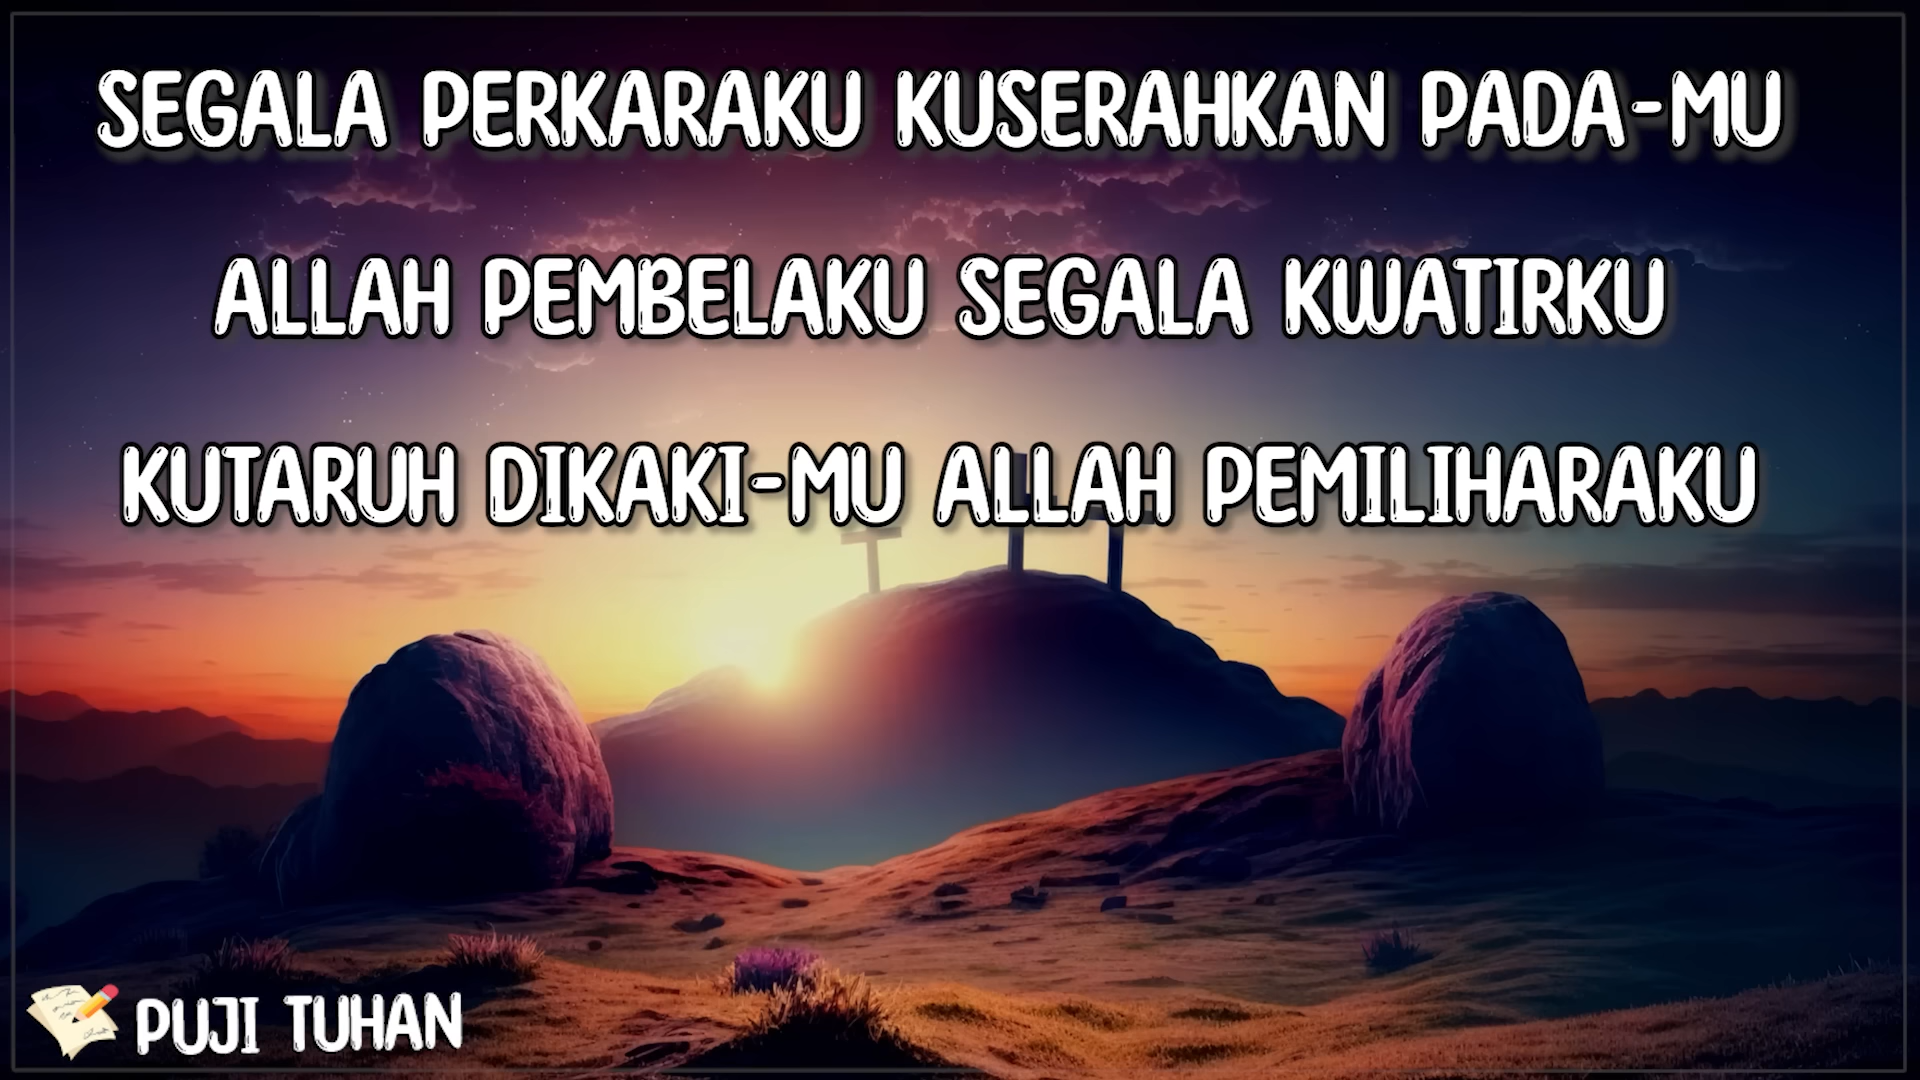 SEGALA PERKARAKU KUSERAHKAN PADA-MU
ALLAH PEMBELAKU SEGALA KWATIRKU
KUTARUH DIKAKI-MU ALLAH PEMILIHARAKU
PUJI TUHAN